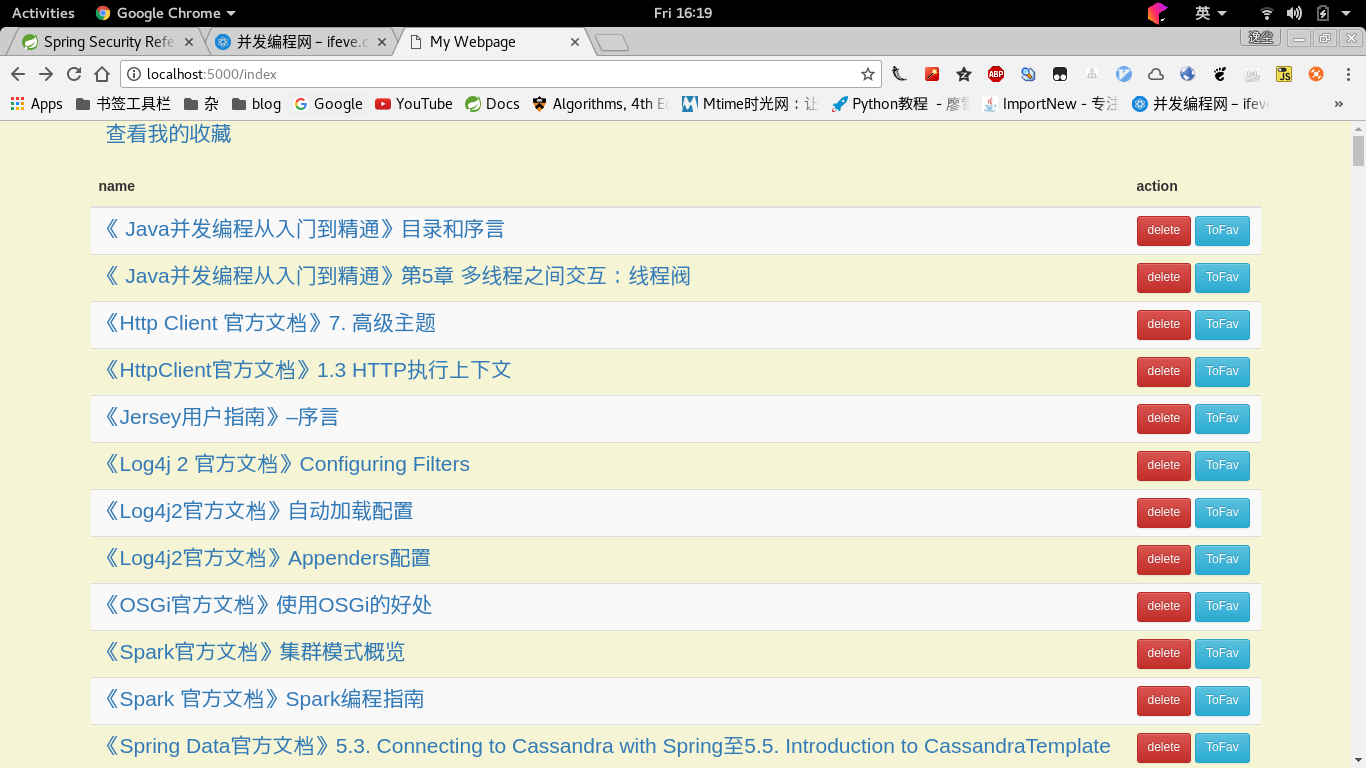 Activities Google Chrome Fri 16:19 英
Spring Security Refe 并发编程网 – ifeve.c My Webpage 逸尘
localhost:5000/index ABP JS
Apps 书签工具栏 杂 blog Google YouTube Docs Algorithms, 4th Ed Mtime时光网：让 Python教程 - 廖雪 ImportNew - 专注 并发编程网 – ifeve »
查看我的收藏
name action
《 Java并发编程从入门到精通》目录和序言 delete ToFav
《 Java并发编程从入门到精通》第5章 多线程之间交互：线程阀 delete ToFav
《Http Client 官方文档》7. 高级主题 delete ToFav
《HttpClient官方文档》1.3 HTTP执行上下文 delete ToFav
《Jersey用户指南》–序言 delete ToFav
《Log4j 2 官方文档》Configuring Filters delete ToFav
《Log4j2官方文档》自动加载配置 delete ToFav
《Log4j2官方文档》Appenders配置 delete ToFav
《OSGi官方文档》使用OSGi的好处 delete ToFav
《Spark官方文档》集群模式概览 delete ToFav
《Spark 官方文档》Spark编程指南 delete ToFav
《Spring Data官方文档》5.3. Connecting to Cassandra with Spring至5.5. Introduction to CassandraTemplate delete ToFav